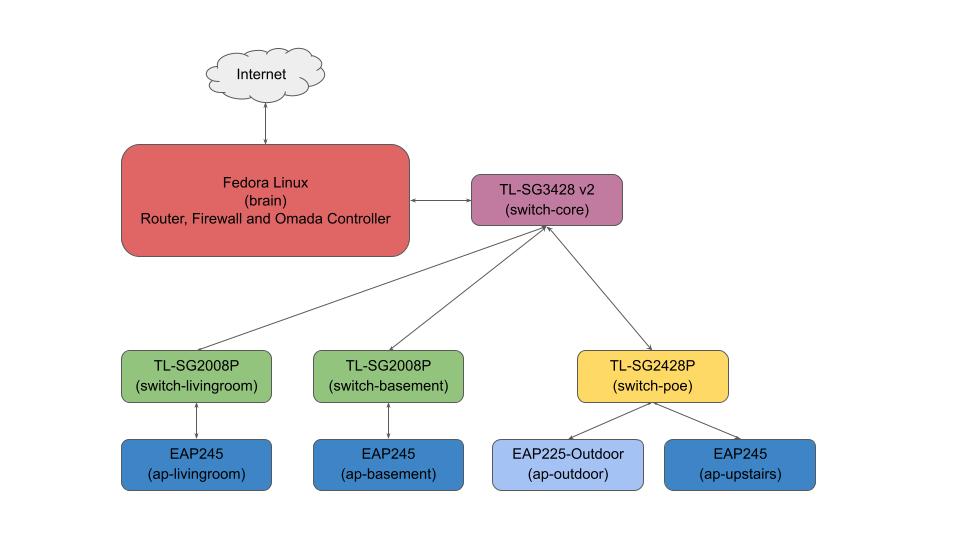 Internet
Fedora Linux
(brain)
Router, Firewall and Omada Controller
TL-SG3428 v2
(switch-core)
TL-SG2008P
(switch-livingroom)
TL-SG2008P
(switch-basement)
TL-SG2428P
(switch-poe)
EAP245
(ap-livingroom)
EAP245
(ap-basement)
EAP225-Outdoor
(ap-outdoor)
EAP245
(ap-upstairs)